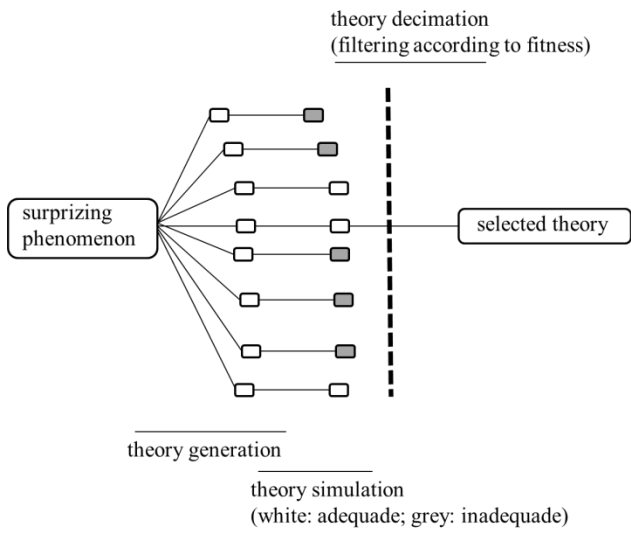 theory decimation
(filtering according to fitness)
surprizing
phenomenon
selected theory
theory generation
theory simulation
(white: adequade; grey: inadequade)